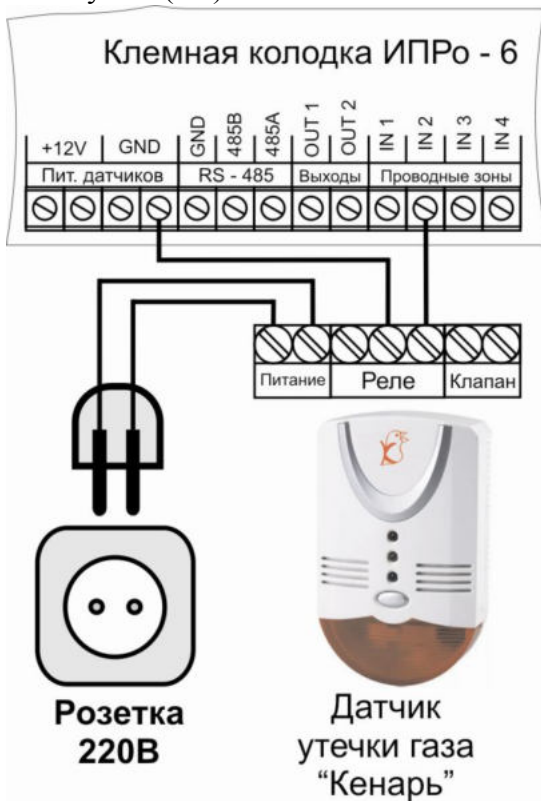 Клемная колодка ИПРо - 6
+12V GND GND 485B 485A OUT 1 OUT 2 IN 1 IN 2 IN 3 IN 4
Пит. датчиков RS - 485 Выходы Проводные зоны
Питание Реле Клапан
Розетка
220В
Датчик
утечки газа
“Кенарь”